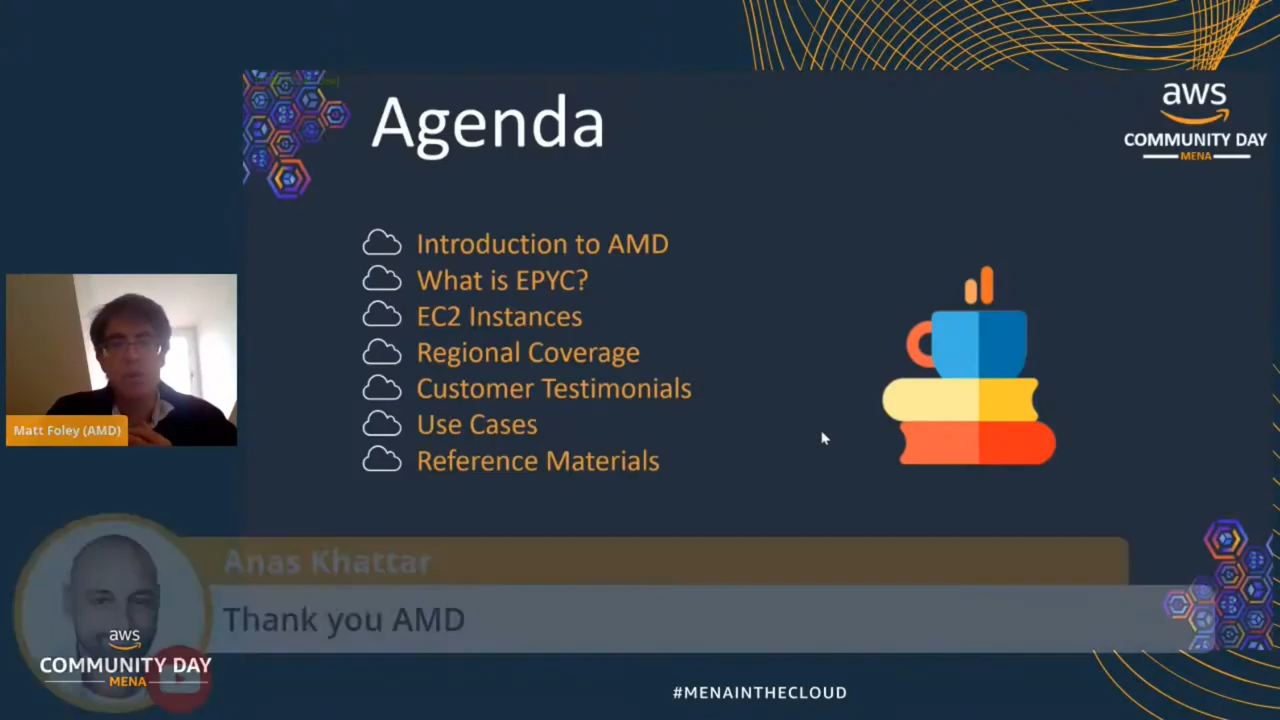 Agenda
aws
COMMUNITY DAY
MENA
Introduction to AMD
What is EPYC?
EC2 Instances
Regional Coverage
Customer Testimonials
Use Cases
Reference Materials
Matt Foley (AMD)
Anas Khattar
Thank you AMD
aws
COMMUNITY DAY
MENA
#MENAINTHECLOUD